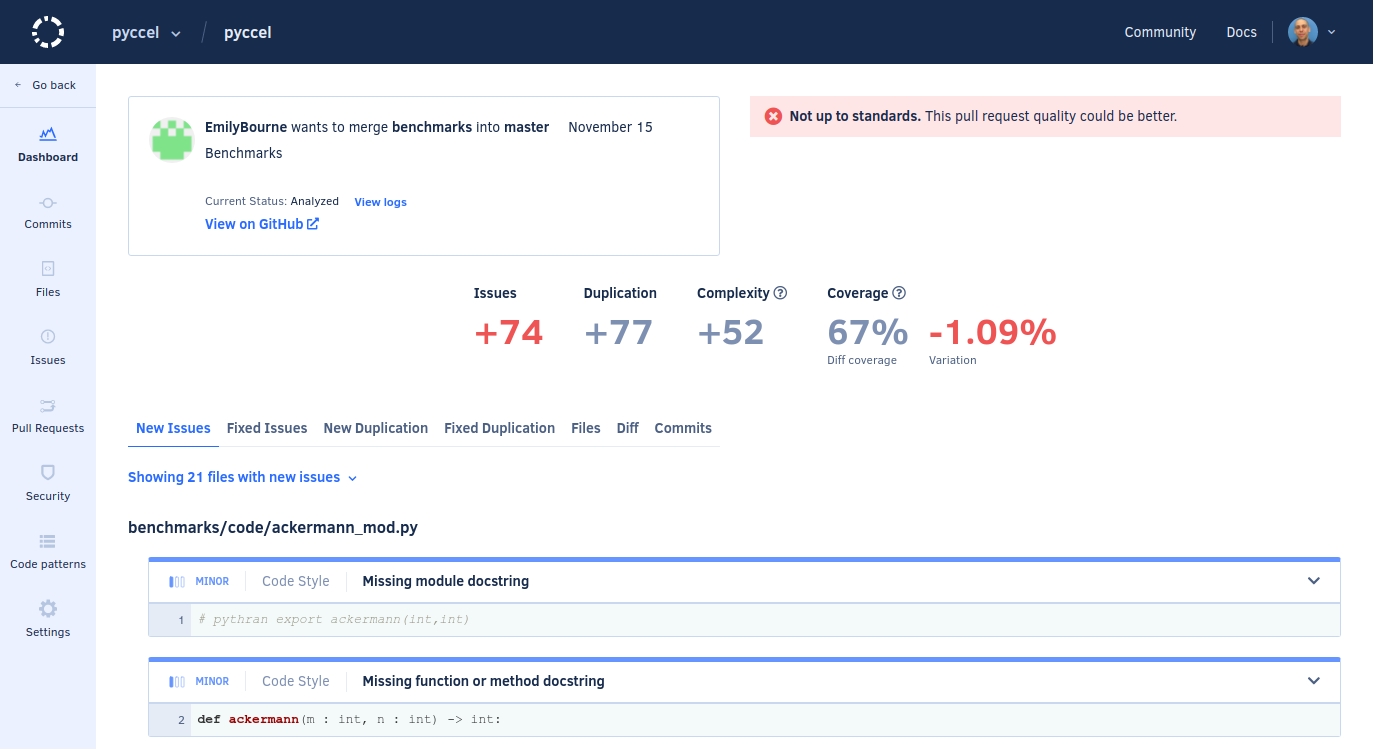 pyccel / pyccel Community Docs
← Go back
Dashboard
Commits
Files
Issues
Pull Requests
Security
Code patterns
Settings
EmilyBourne wants to merge benchmarks into master November 15
Benchmarks
Current Status: Analyzed View logs
View on GitHub
Not up to standards. This pull request quality could be better.
Issues Duplication Complexity ? Coverage ?
+74 +77 +52 67% -1.09%
Diff coverage Variation
New Issues Fixed Issues New Duplication Fixed Duplication Files Diff Commits
Showing 21 files with new issues
benchmarks/code/ackermann_mod.py
MINOR Code Style Missing module docstring
1 # pythran export ackermann(int,int)
MINOR Code Style Missing function or method docstring
2 def ackermann(m : int, n : int) -> int: